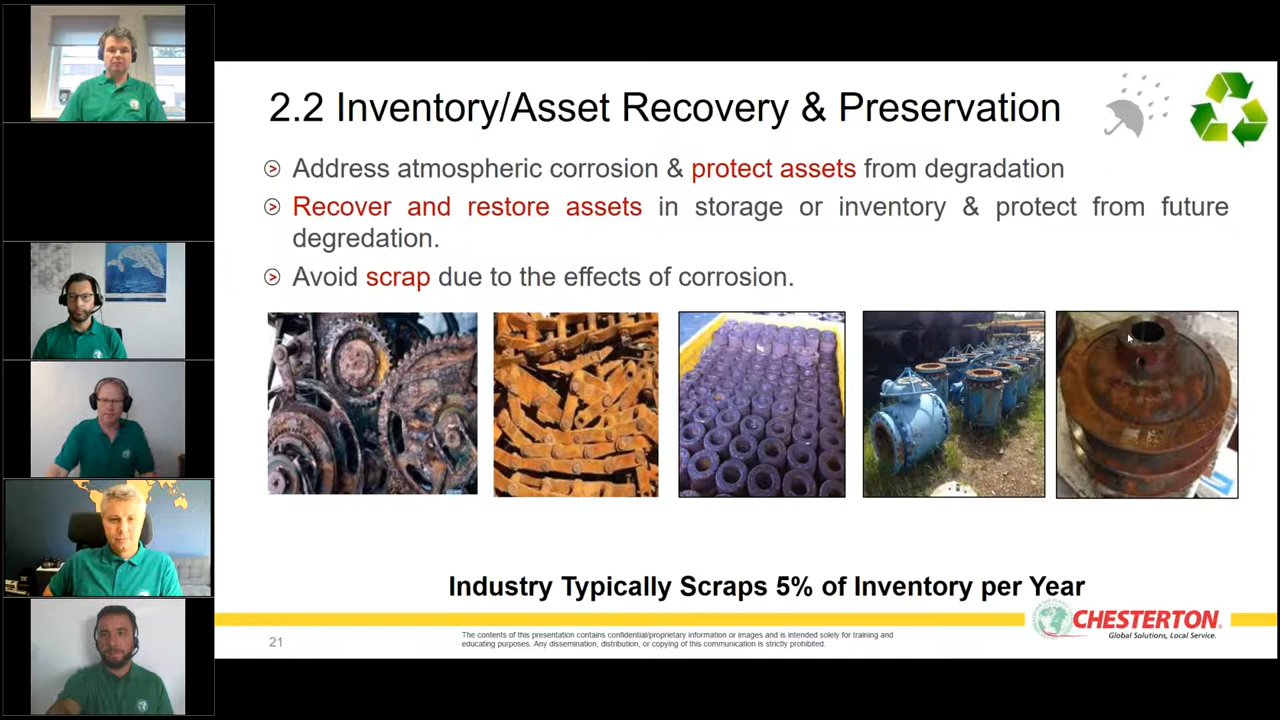 2.2 Inventory/Asset Recovery & Preservation
Address atmospheric corrosion & protect assets from degradation
Recover and restore assets in storage or inventory & protect from future
degredation.
Avoid scrap due to the effects of corrosion.
Industry Typically Scraps 5% of Inventory per Year
CHESTERTON
Global Solutions, Local Service.
21
The contents of this presentation contains confidential/proprietary information or images and is intended solely for training and
educating purposes. Any dissemination, distribution, or copying of this communication is strictly prohibited.